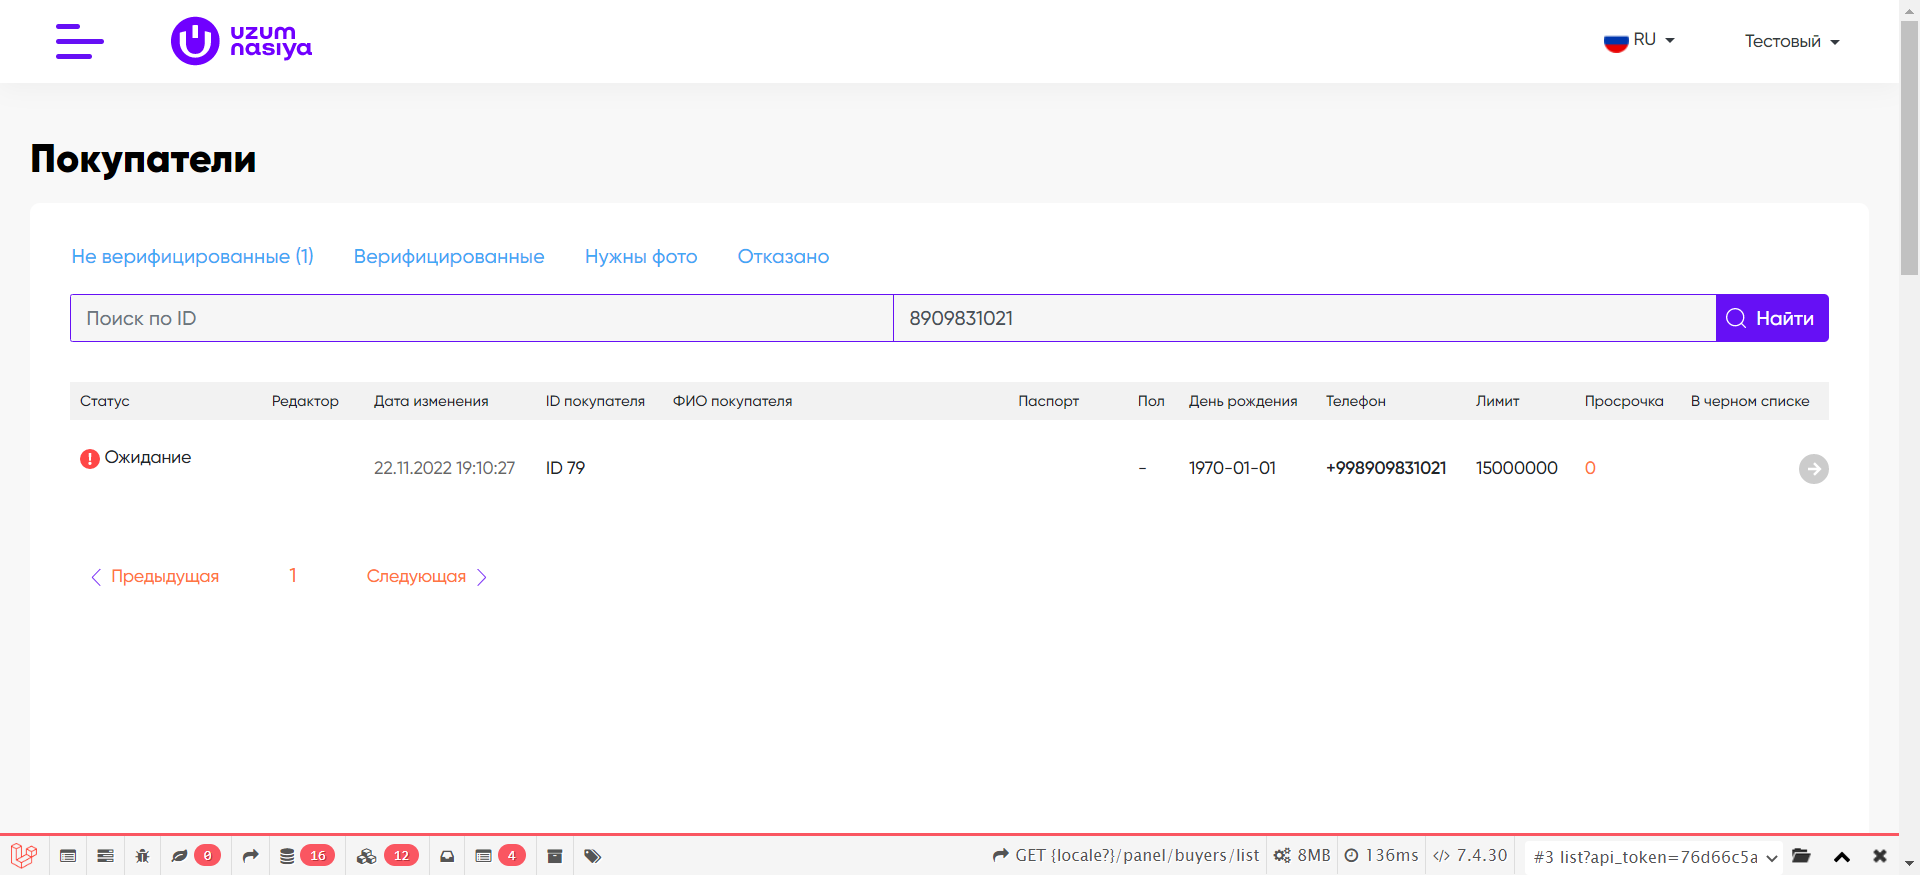 uzum
nasiya
RU
Тестовый
Покупатели
Не верифицированные (1) Верифицированные Нужны фото Отказано
Поиск по ID 8909831021 Найти
Статус Редактор Дата изменения ID покупателя ФИО покупателя Паспорт Пол День рождения Телефон Лимит Просрочка В черном списке
Ожидание 22.11.2022 19:10:27 ID 79 - 1970-01-01 +998909831021 15000000 0
Предыдущая 1 Следующая
0 16 12 4 GET {locale?}/panel/buyers/list 8MB 136ms 7.4.30 #3 list?api_token=76d66c5a